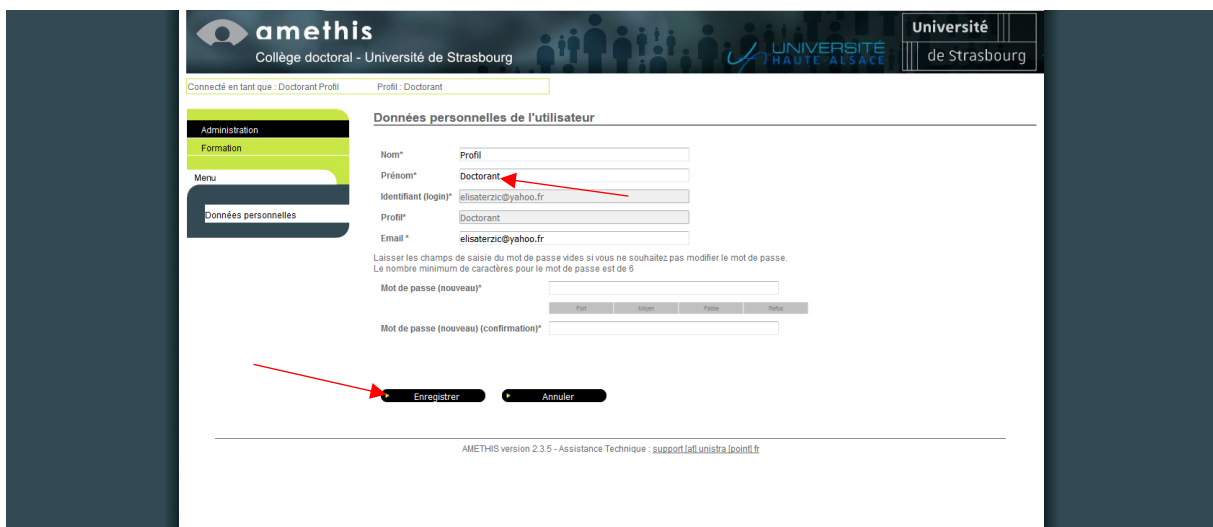 amethis
Collège doctoral - Université de Strasbourg
UNIVERSITÉ
HAUTE-ALSACE
Université
de Strasbourg
Connecté en tant que : Doctorant Profil Profil : Doctorant
Administration
Formation
Menu
Données personnelles
Données personnelles de l'utilisateur
Nom* Profil
Prénom* Doctorant
Identifiant (login)* elisaterzic@yahoo.fr
Profil* Doctorant
Email * elisaterzic@yahoo.fr
Laisser les champs de saisie du mot de passe vides si vous ne souhaitez pas modifier le mot de passe.
Le nombre minimum de caractères pour le mot de passe est de 6
Mot de passe (nouveau)*
Fort Moyen Faible Refus
Mot de passe (nouveau) (confirmation)*
Enregistrer Annuler
AMETHIS version 2.3.5 - Assistance Technique : support [at] unistra [point] fr